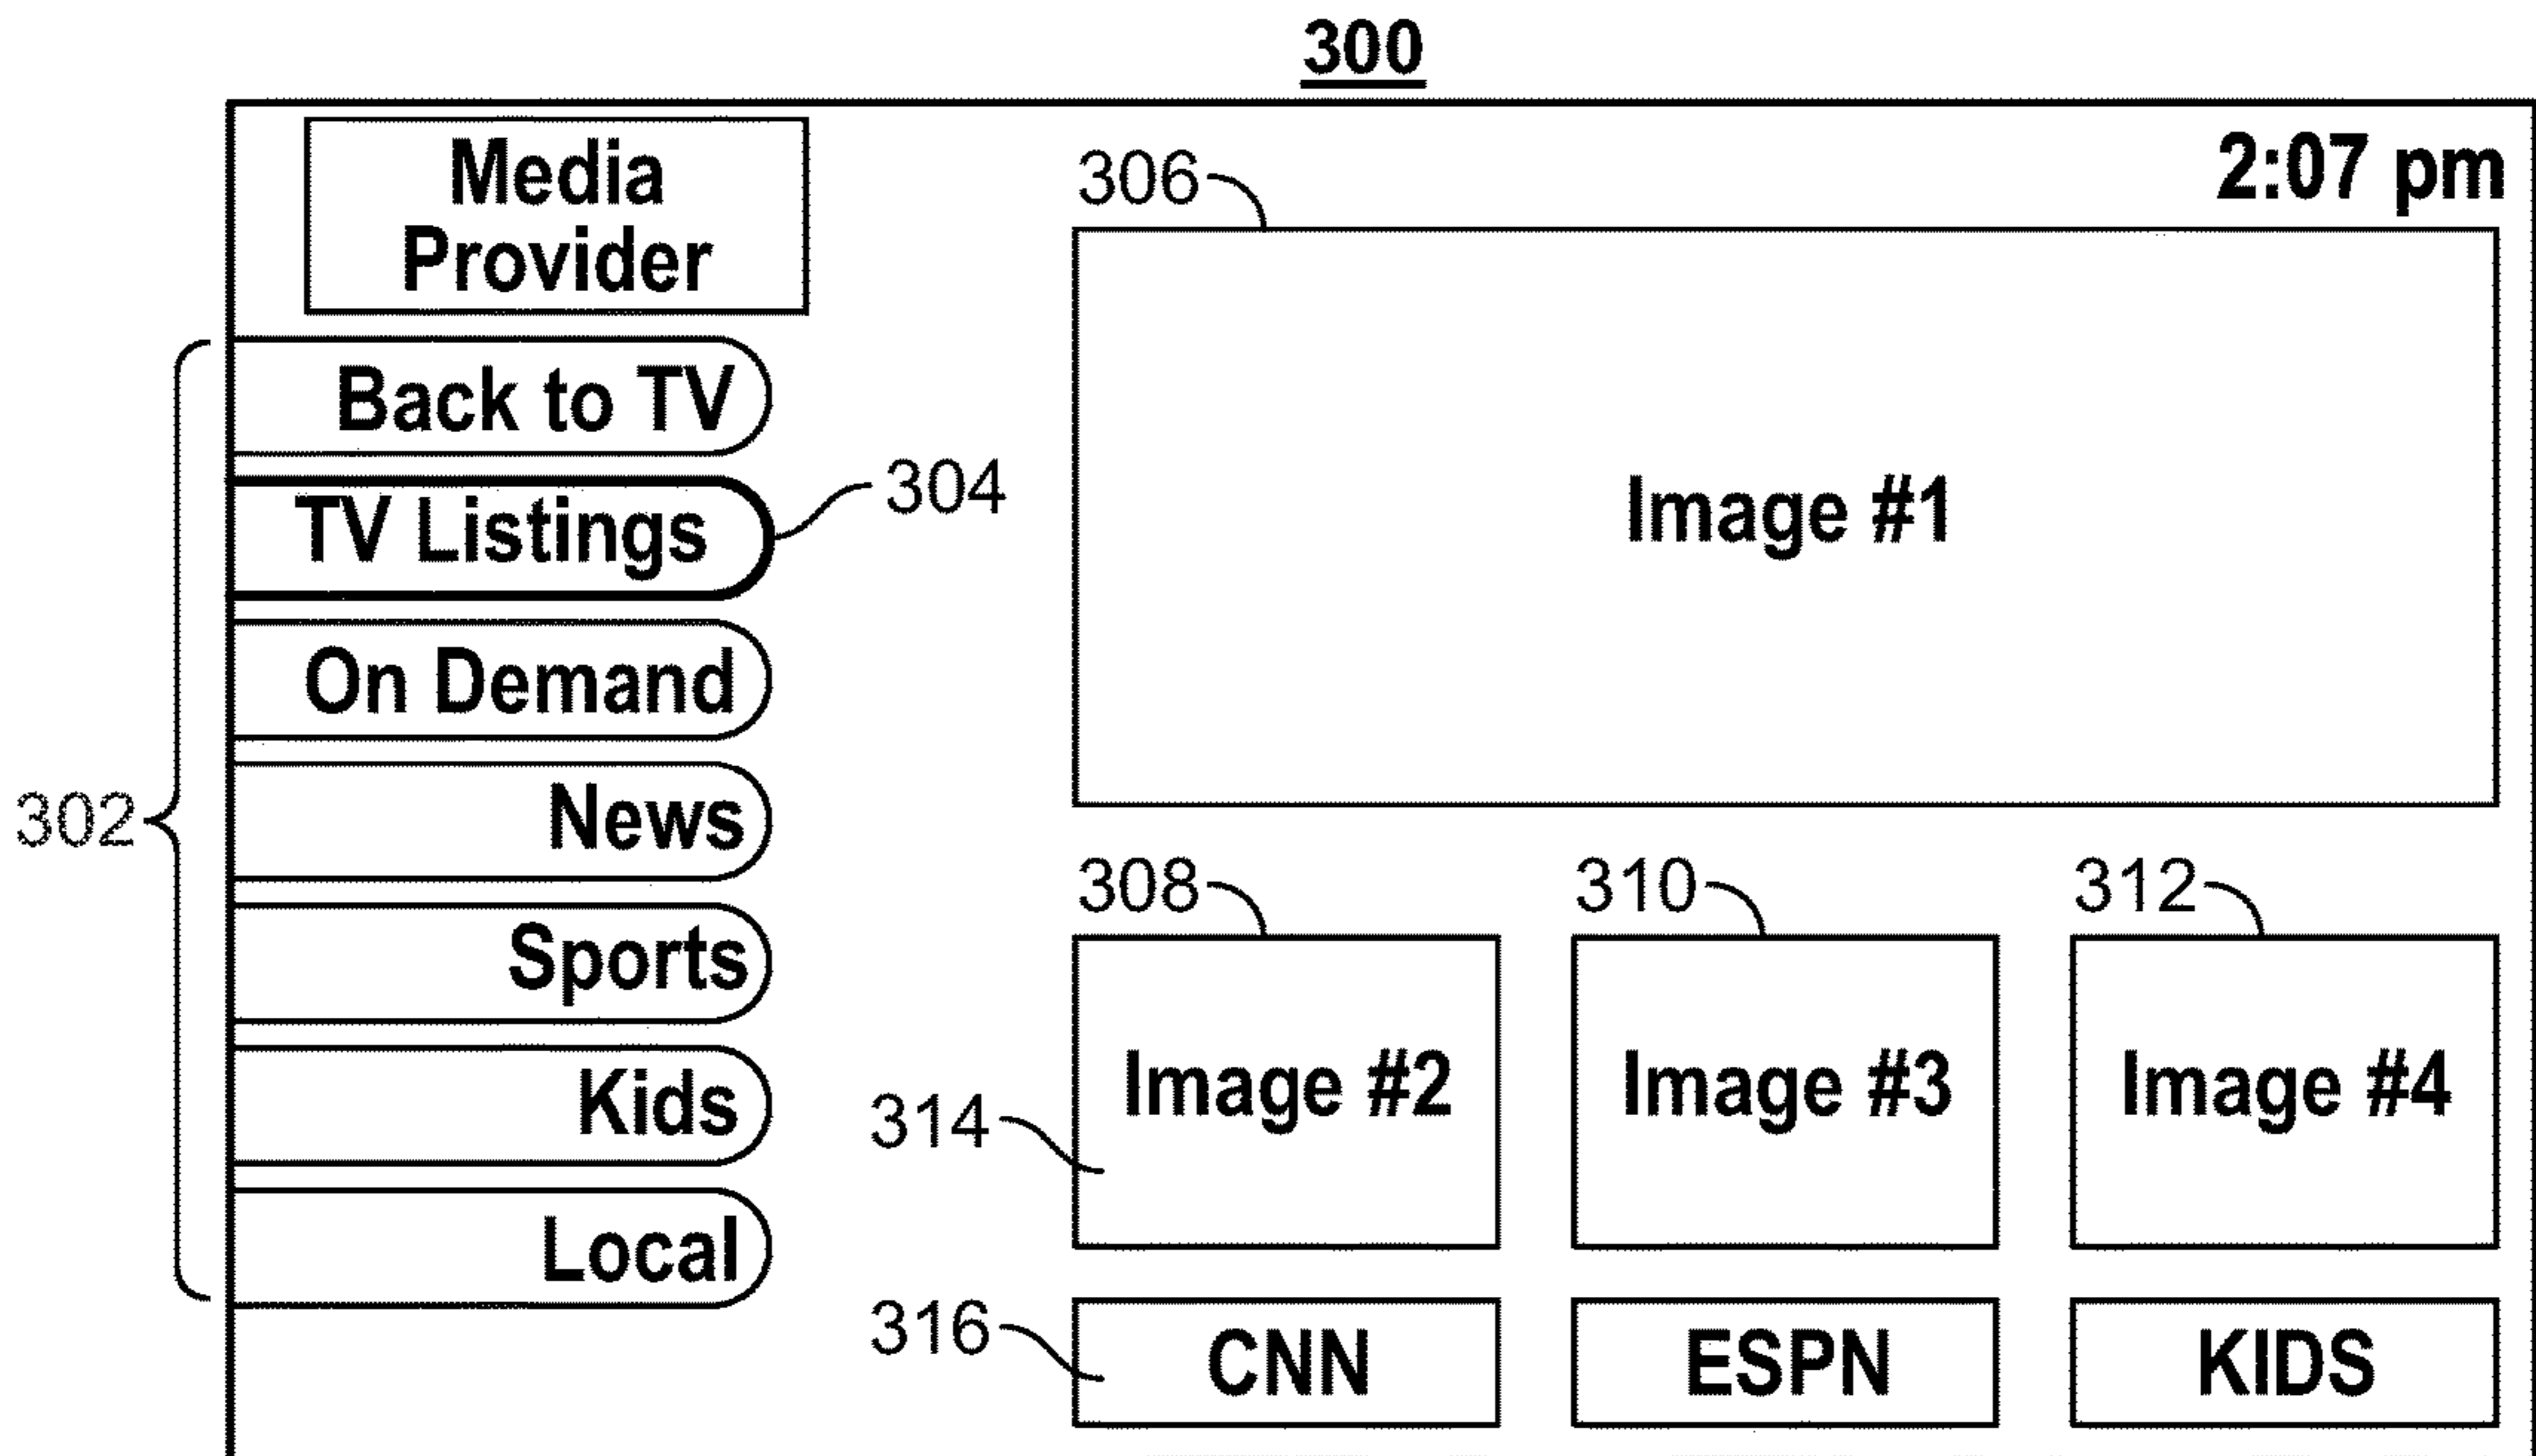 300
Media
Provider
2:07 pm
306
Back to TV
TV Listings
304
On Demand
News
Sports
Kids
Local
302
Image #1
308
310
312
Image #2
Image #3
Image #4
314
316
CNN
ESPN
KIDS